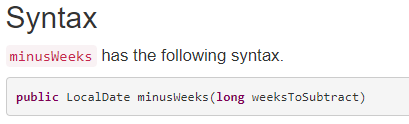 Syntax
minusWeeks has the following syntax.
public LocalDate minusWeeks(long weeksToSubtract)